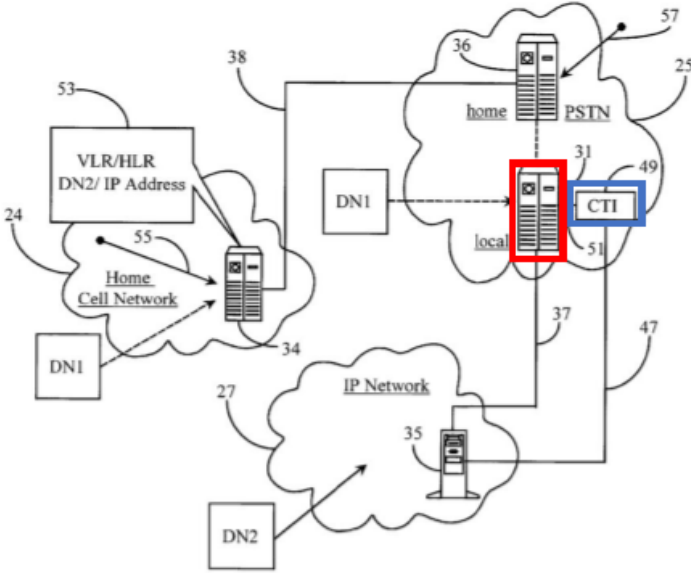 57
36
38
25
53
home
PSTN
VLR/HLR
DN2/ IP Address
31
49
DN1
CTI
24
55
local
51
Home
Cell Network
34
37
47
DN1
IP Network
27
35
DN2